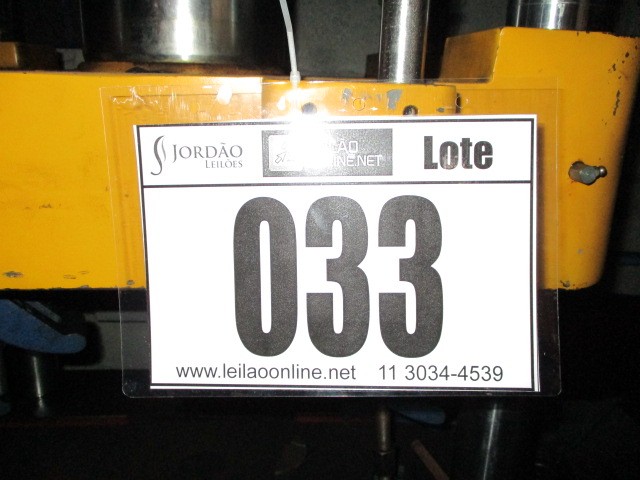 JORDÃO
LEILÕES
Lote
033
www.leilaoonline.net 11 3034-4539